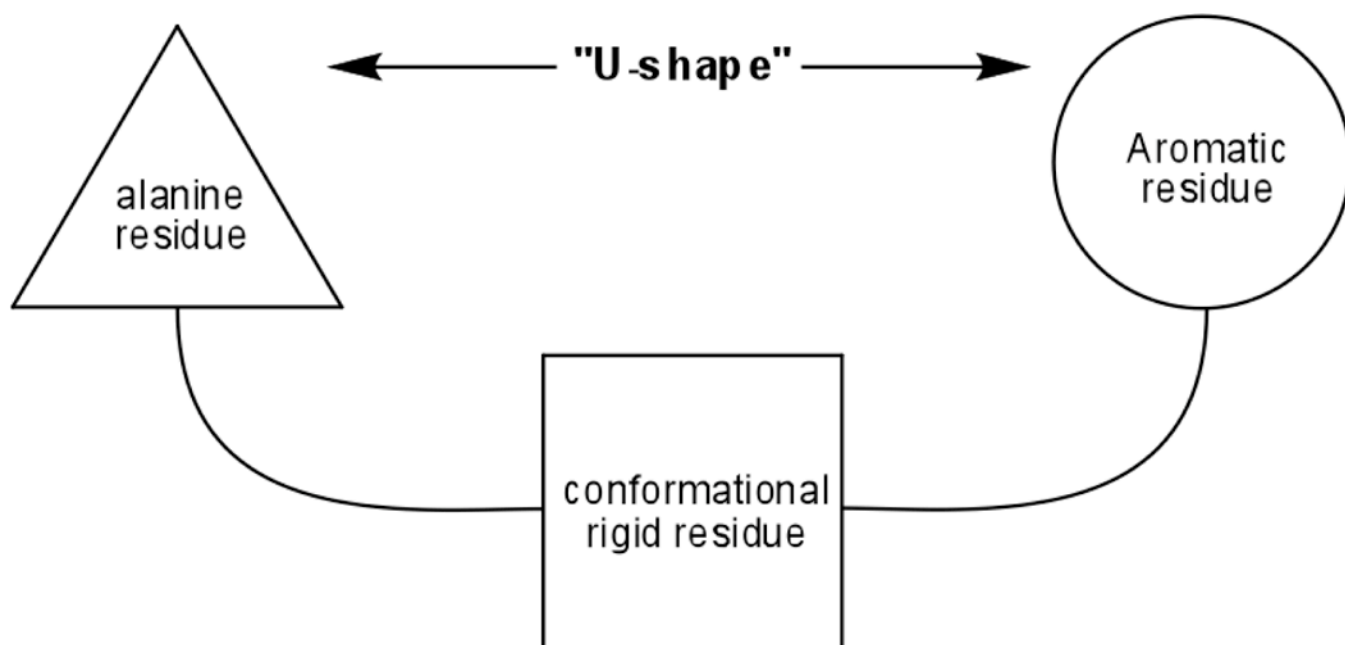 "U-shape"
Aromatic
residue
alanine
residue
conformational
rigid residue